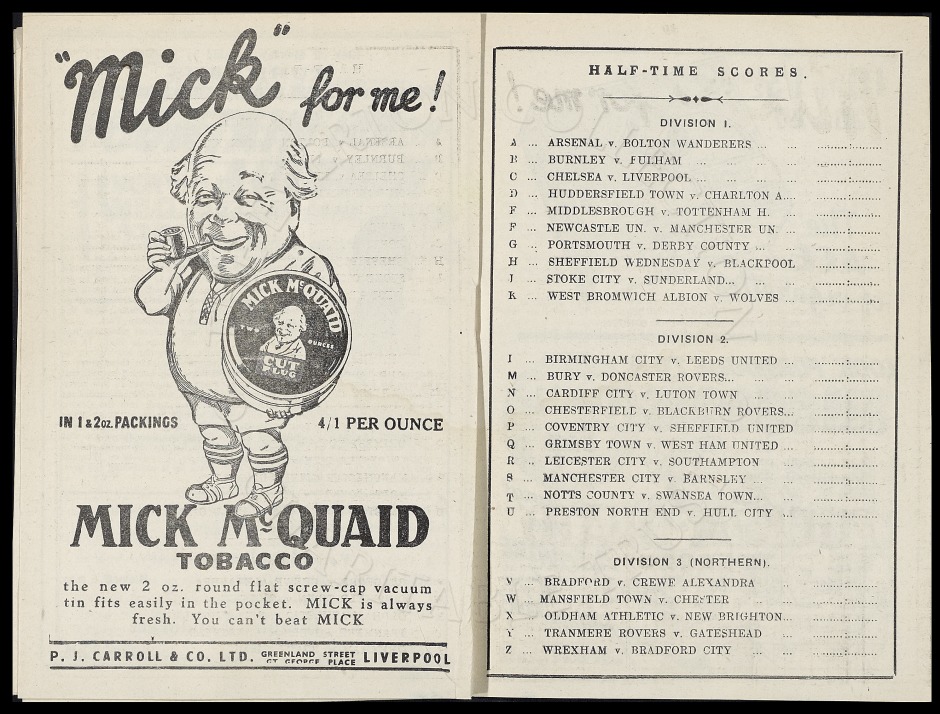 "Mick" for me!
MICK McQUAID
TWO OUNCES
CUT
PLUG
IN 1 & 2oz. PACKINGS
4/1 PER OUNCE
MICK McQUAID
TOBACCO
the new 2 oz. round flat screw-cap vacuum
tin fits easily in the pocket. MICK is always
fresh. You can't beat MICK
P. J. CARROLL & CO. LTD. GREENLAND STREET LIVERPOOL
GT GEORGE PLACE
HALF-TIME SCORES.
DIVISION 1.
A ... ARSENAL v. BOLTON WANDERERS ...
B ... BURNLEY v. FULHAM ...
C ... CHELSEA v. LIVERPOOL ...
D ... HUDDERSFIELD TOWN v. CHARLTON A....
E ... MIDDLESBROUGH v. TOTTENHAM H. ...
F ... NEWCASTLE UN. v. MANCHESTER UN. ...
G ... PORTSMOUTH v. DERBY COUNTY ...
H ... SHEFFIELD WEDNESDAY v. BLACKPOOL
J ... STOKE CITY v. SUNDERLAND...
K ... WEST BROMWICH ALBION v. WOLVES ...
DIVISION 2.
L ... BIRMINGHAM CITY v. LEEDS UNITED ...
M ... BURY v. DONCASTER ROVERS...
N ... CARDIFF CITY v. LUTON TOWN ...
O ... CHESTERFIELD v. BLACKBURN ROVERS...
P ... COVENTRY CITY v. SHEFFIELD UNITED
Q ... GRIMSBY TOWN v. WEST HAM UNITED
R ... LEICESTER CITY v. SOUTHAMPTON
S ... MANCHESTER CITY v. BARNSLEY ...
T ... NOTTS COUNTY v. SWANSEA TOWN...
U ... PRESTON NORTH END v. HULL CITY ...
DIVISION 3 (NORTHERN).
V ... BRADFORD v. CREWE ALEXANDRA
W ... MANSFIELD TOWN v. CHESTER ...
X ... OLDHAM ATHLETIC v. NEW BRIGHTON...
Y ... TRANMERE ROVERS v. GATESHEAD ...
Z ... WREXHAM v. BRADFORD CITY ...